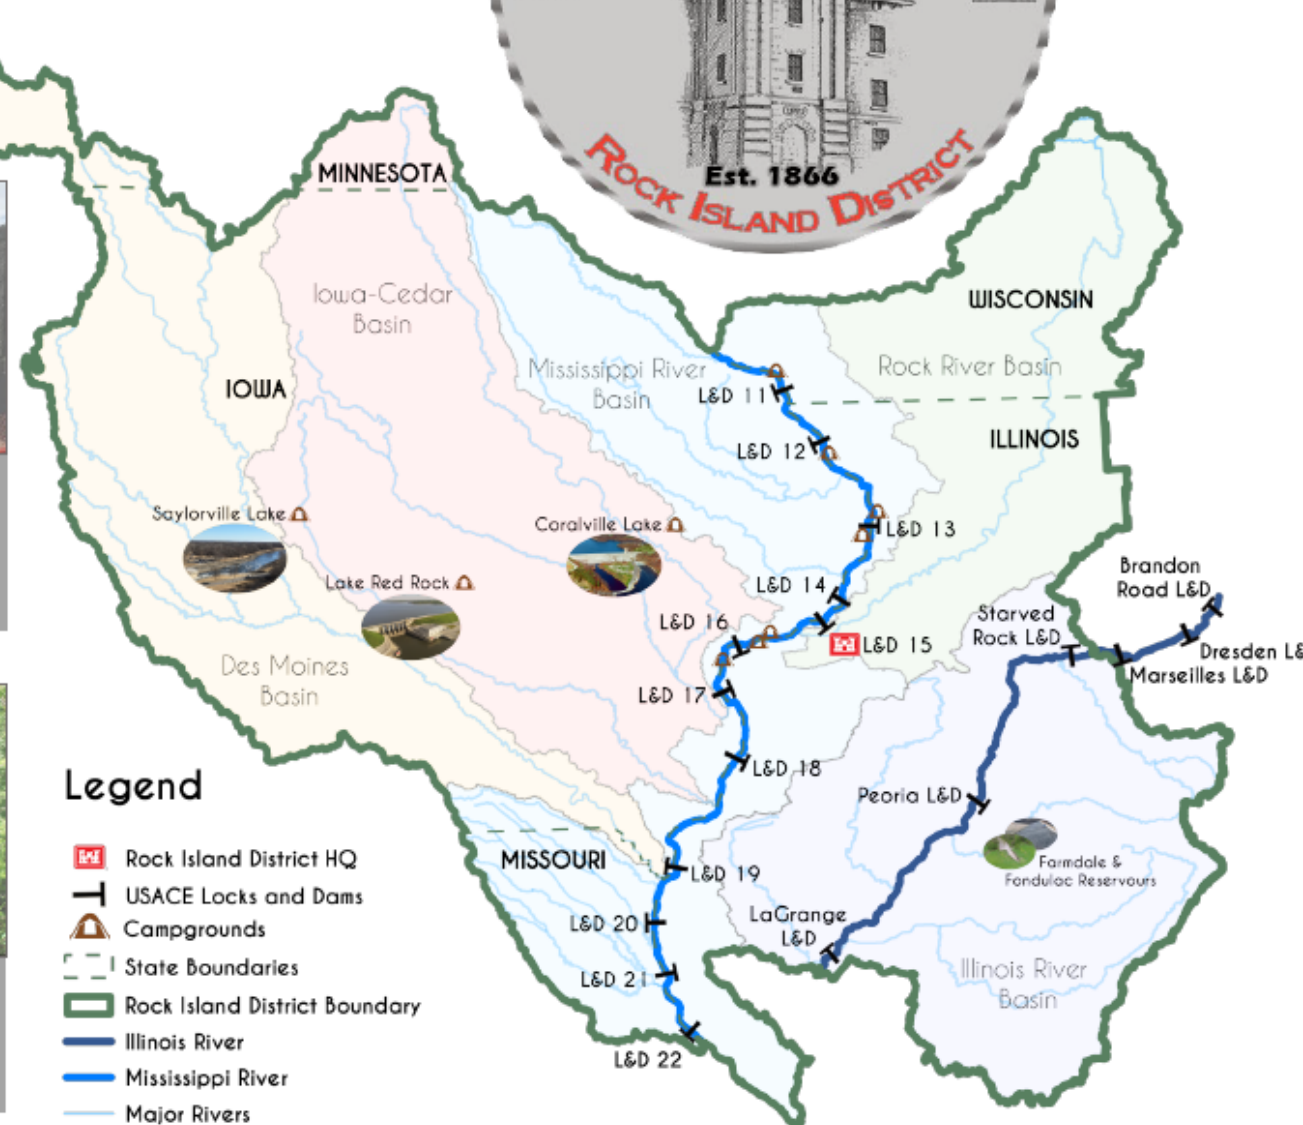 Est. 1866
ROCK ISLAND DISTRICT
MINNESOTA
Iowa-Cedar
Basin
WISCONSIN
Mississippi River
Basin
Rock River Basin
IOWA
L&D 11
ILLINOIS
L&D 12
Saylorville Lake
Coralville Lake
L&D 13
Lake Red Rock
L&D 14
Brandon
Road L&D
Starved
Rock L&D
L&D 16
L&D 15
Dresden L&
Marseilles L&D
Des Moines
Basin
L&D 17
L&D 18
Peoria L&D
Farmdale &
Fondulac Reservours
MISSOURI
L&D 19
L&D 20
LaGrange
L&D
L&D 21
Illinois River
Basin
L&D 22
Legend
Rock Island District HQ
USACE Locks and Dams
Campgrounds
State Boundaries
Rock Island District Boundary
Illinois River
Mississippi River
Major Rivers